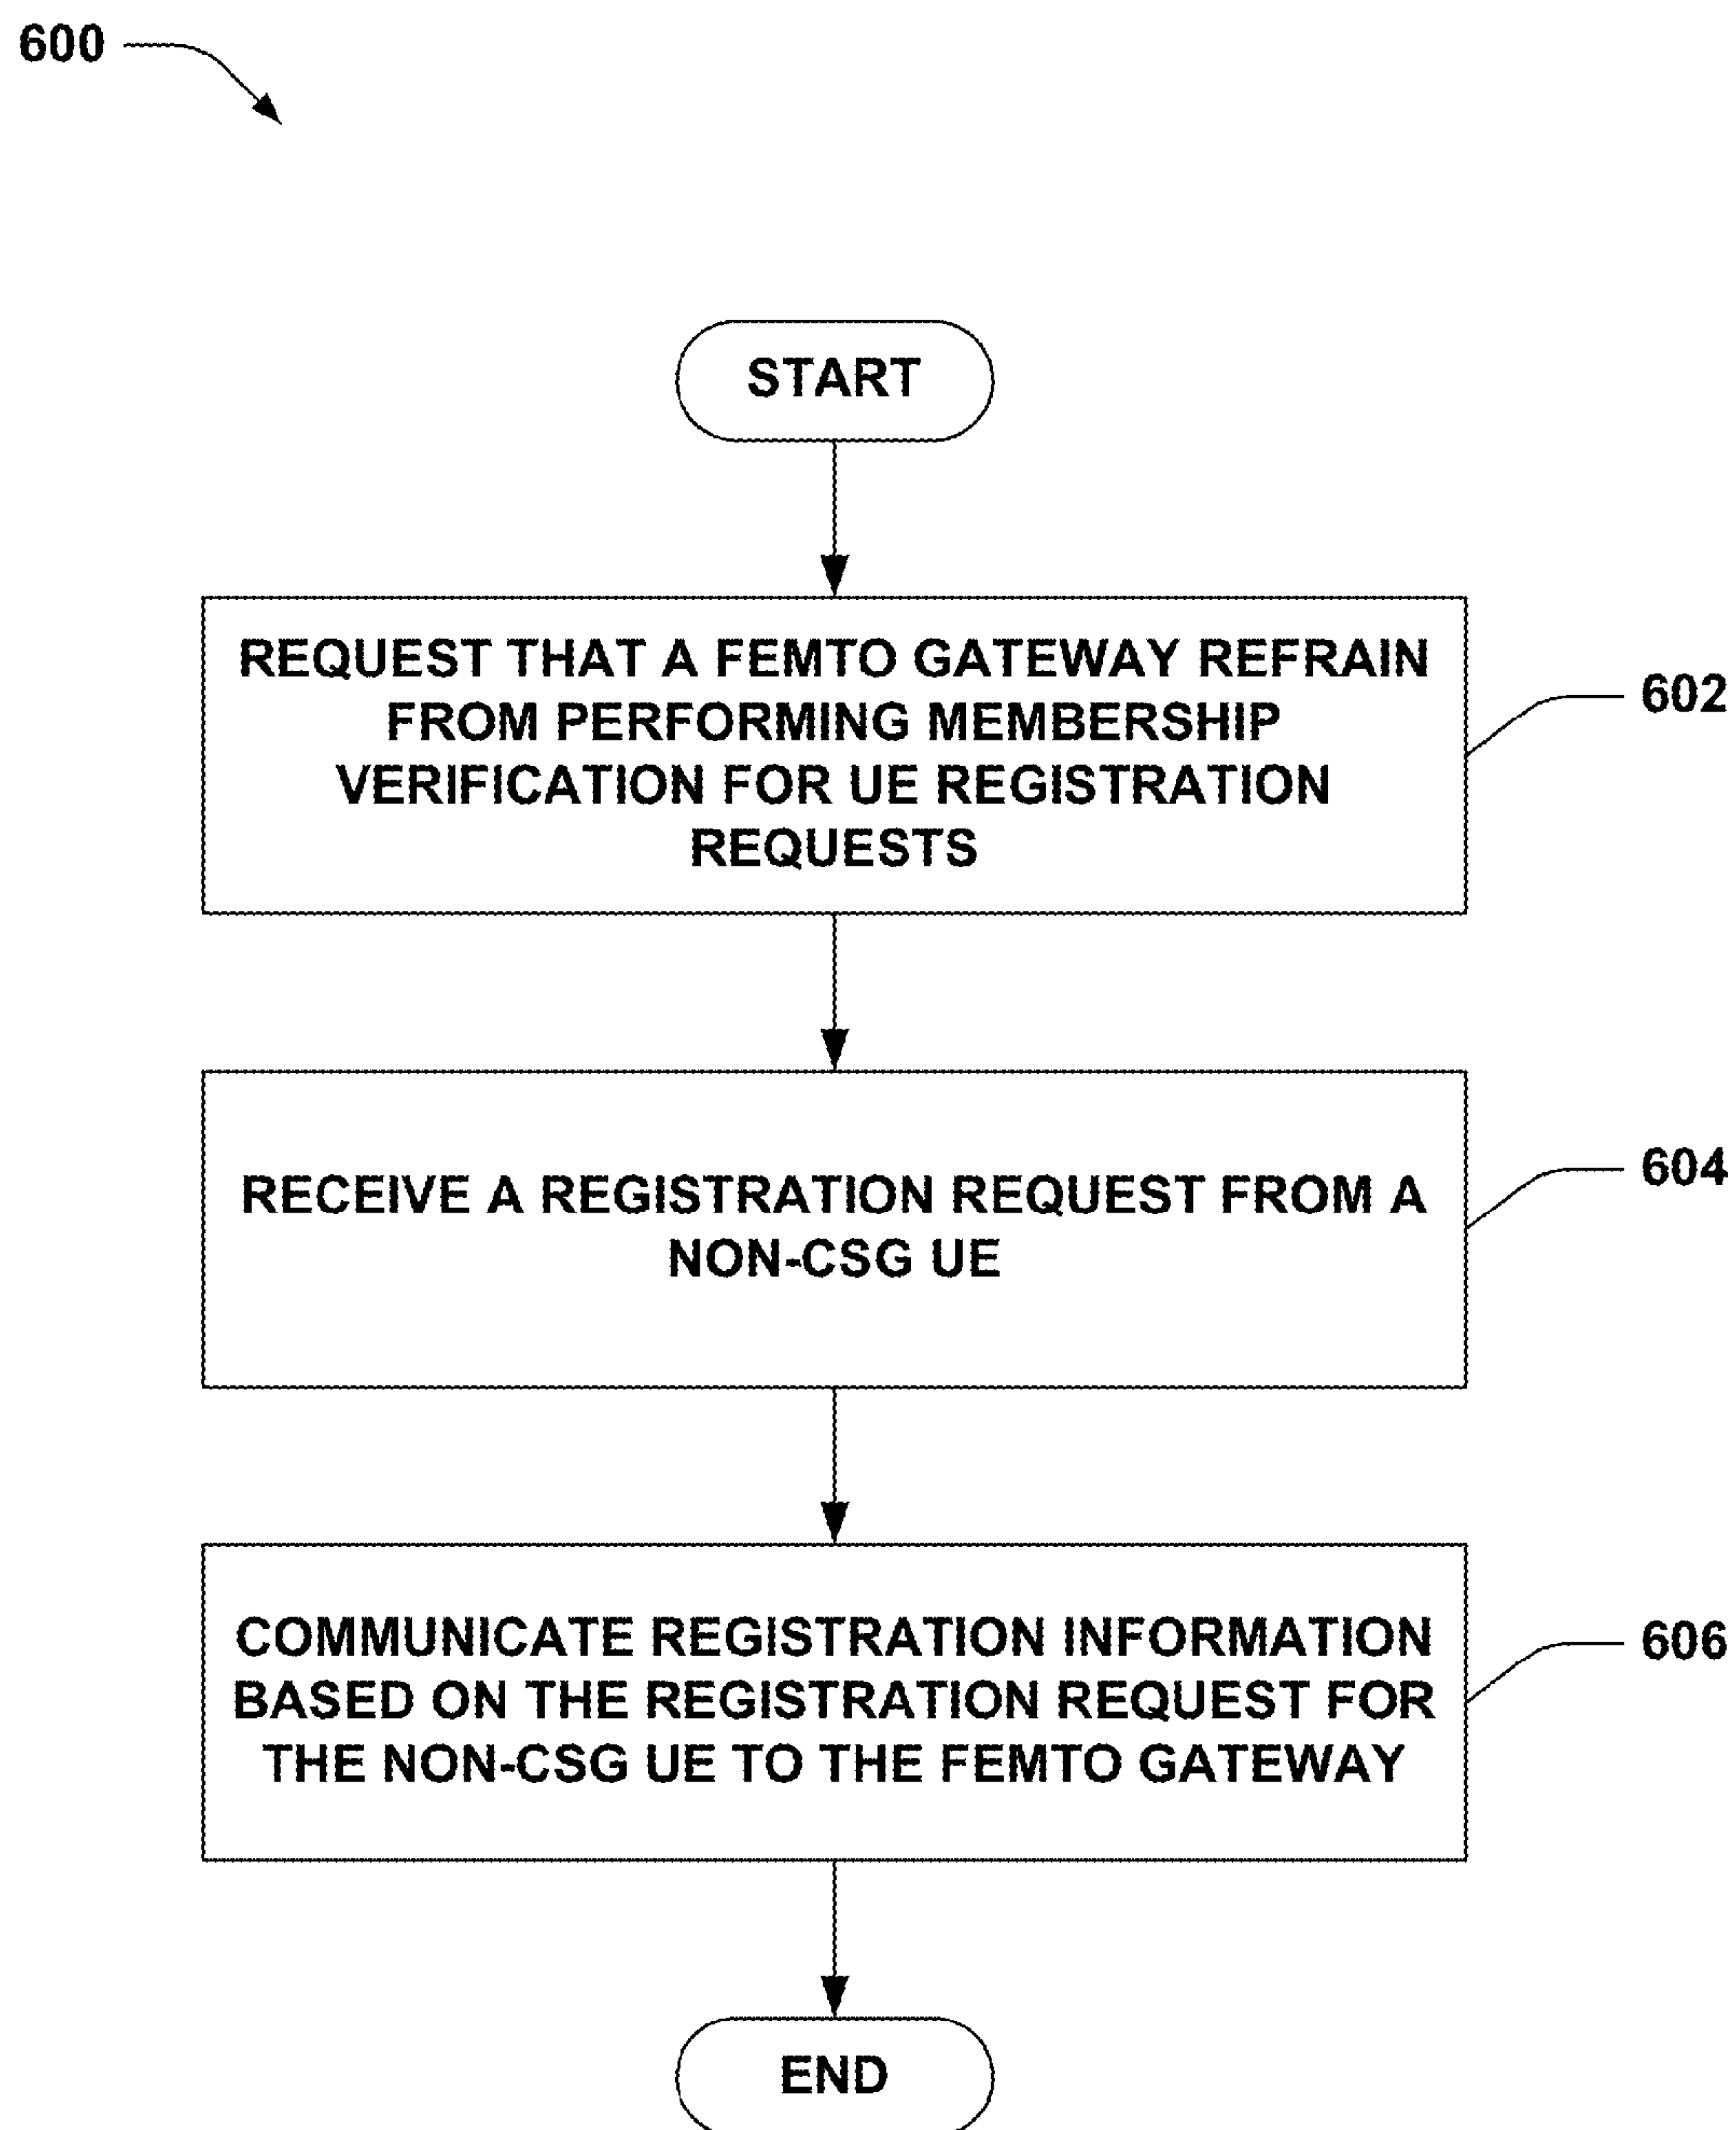 600
START
REQUEST THAT A FEMTO GATEWAY REFRAIN
FROM PERFORMING MEMBERSHIP
VERIFICATION FOR UE REGISTRATION
REQUESTS
602
RECEIVE A REGISTRATION REQUEST FROM A
NON-CSG UE
604
COMMUNICATE REGISTRATION INFORMATION
BASED ON THE REGISTRATION REQUEST FOR
THE NON-CSG UE TO THE FEMTO GATEWAY
606
END